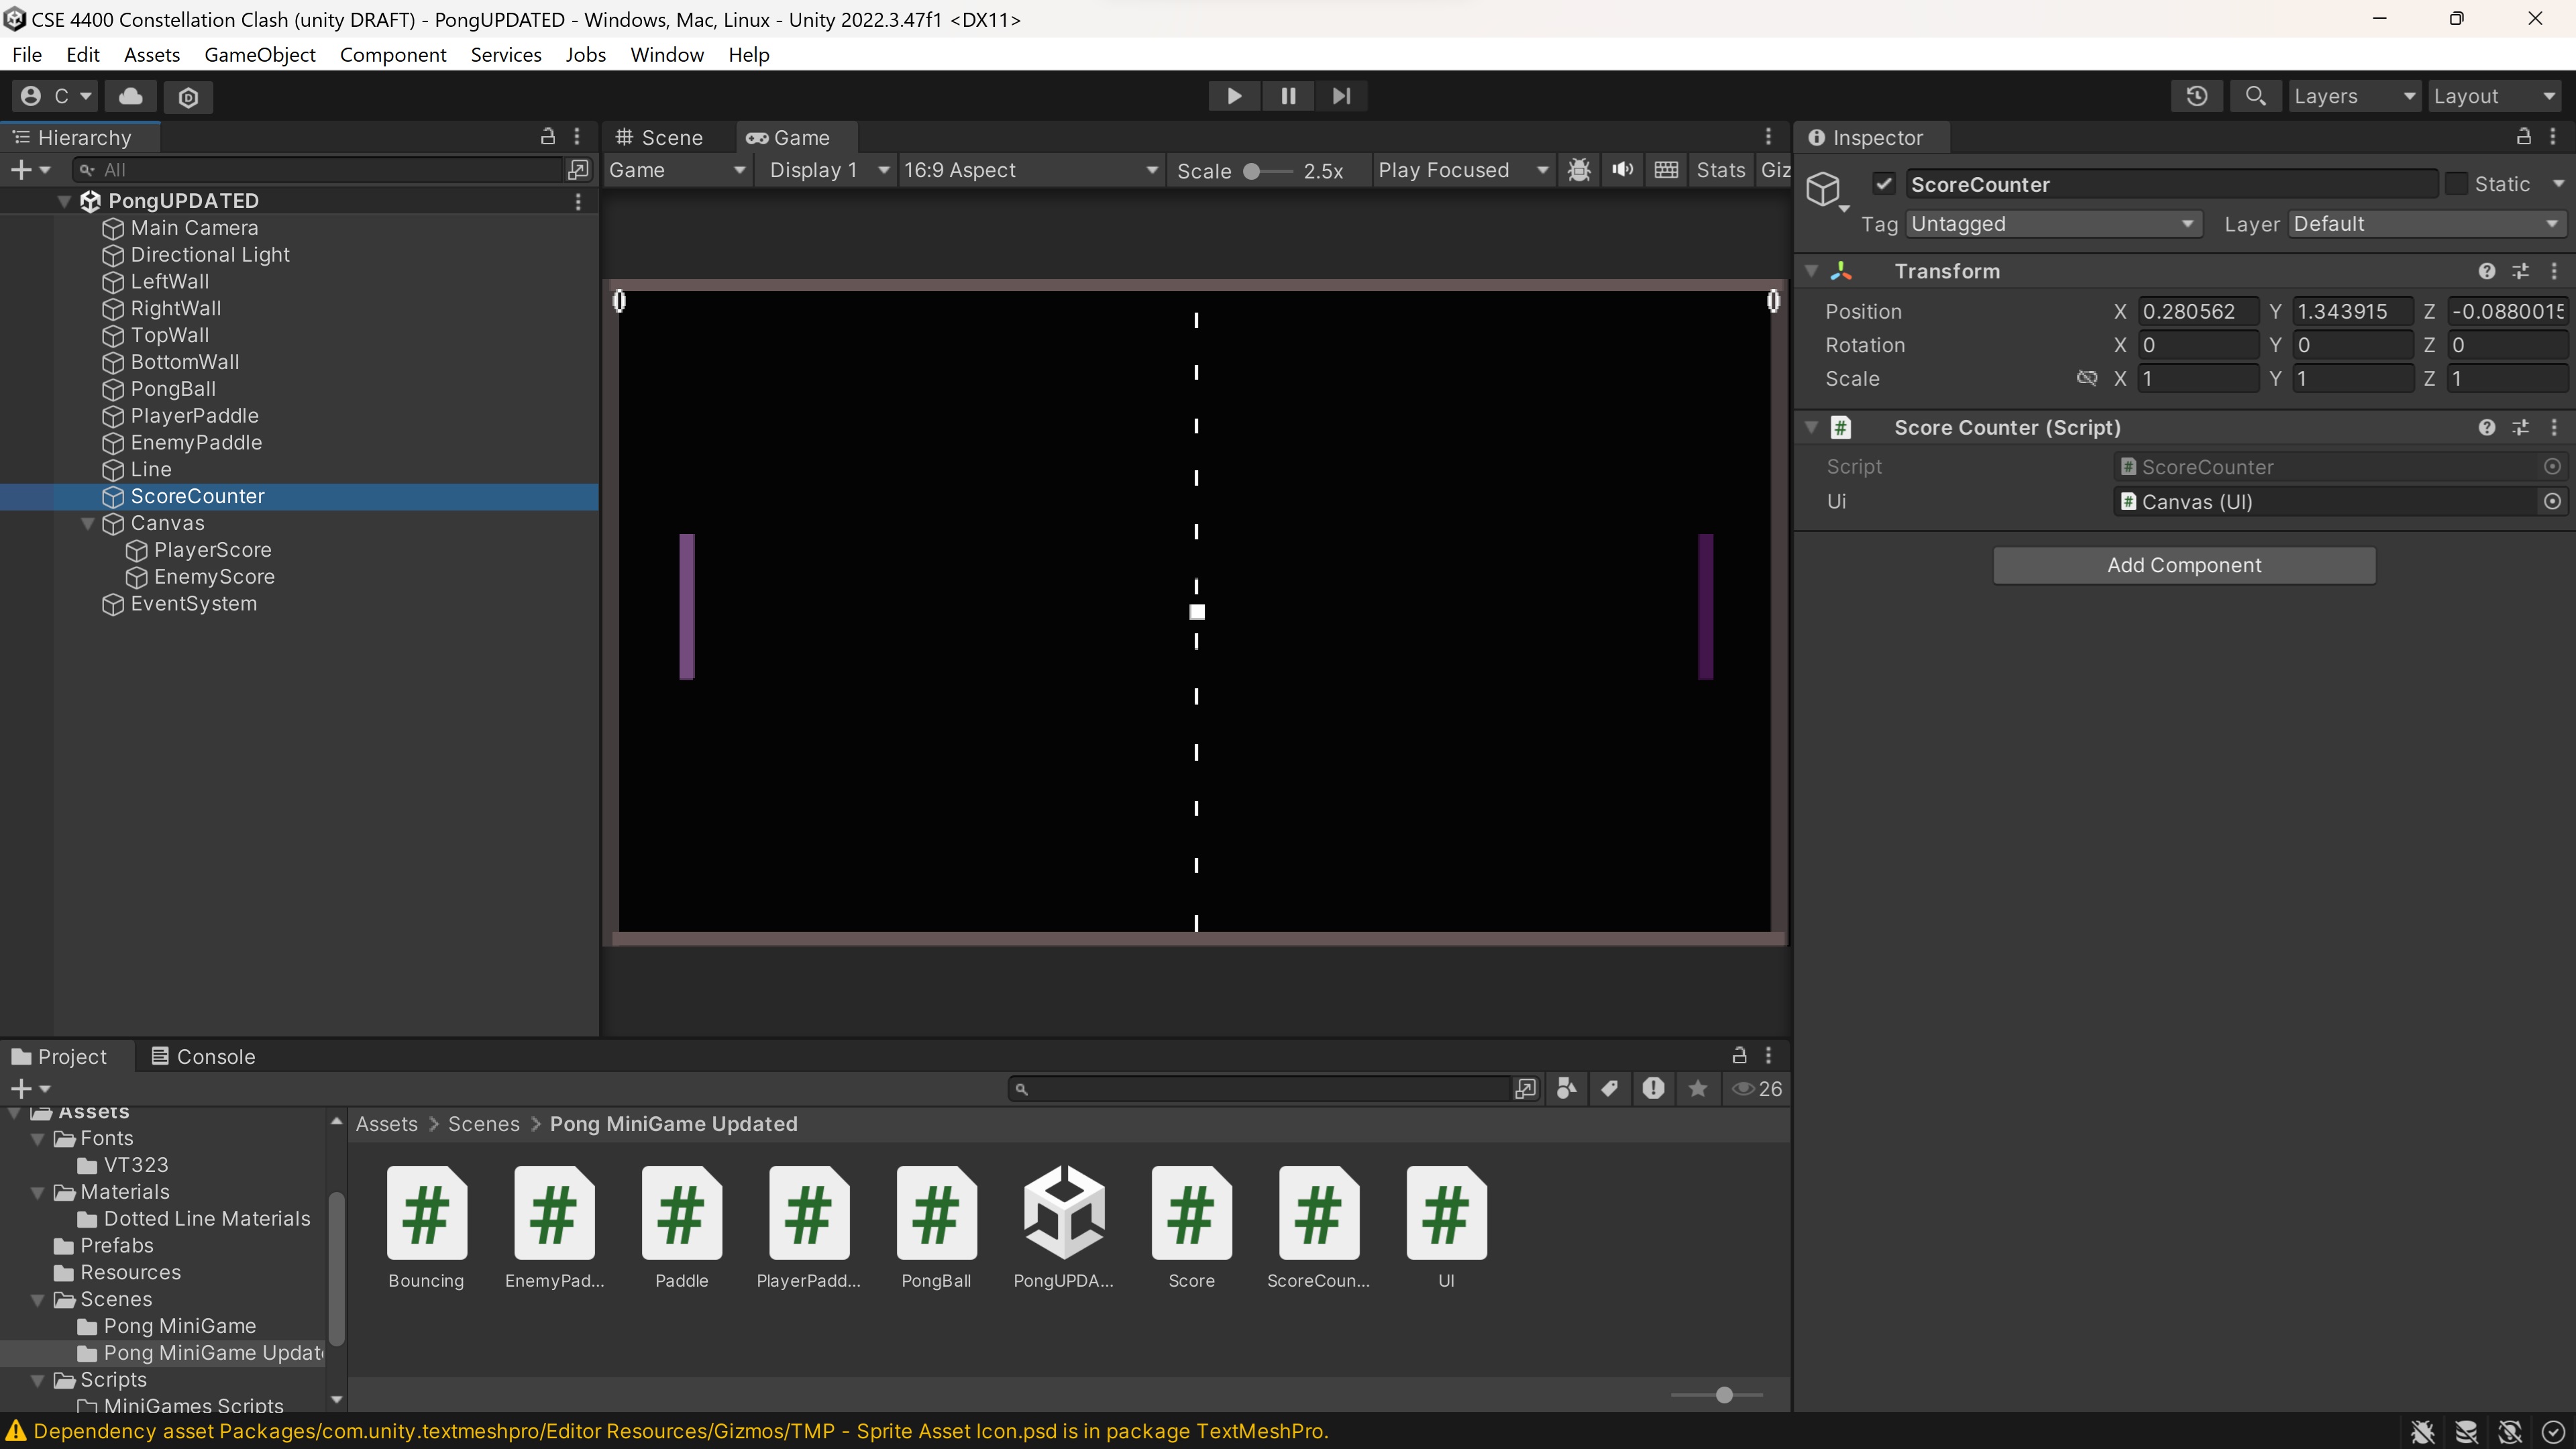 CSE 4400 Constellation Clash (unity DRAFT) - PongUPDATED - Windows, Mac, Linux - Unity 2022.3.47f1 <DX11>
File Edit Assets GameObject Component Services Jobs Window Help
C Layers Layout
Hierarchy
All
PongUPDATED
Main Camera
Directional Light
LeftWall
RightWall
TopWall
BottomWall
PongBall
PlayerPaddle
EnemyPaddle
Line
ScoreCounter
Canvas
PlayerScore
EnemyScore
EventSystem
Scene Game
Game Display 1 16:9 Aspect Scale 2.5x Play Focused Stats Giz
0 0
Inspector
ScoreCounter Static
Tag Untagged Layer Default
Transform
Position X 0.280562 Y 1.343915 Z -0.0880015
Rotation X 0 Y 0 Z 0
Scale X 1 Y 1 Z 1
Score Counter (Script)
Script # ScoreCounter
Ui # Canvas (UI)
Add Component
Project Console
26
Assets
Fonts
VT323
Materials
Dotted Line Materials
Prefabs
Resources
Scenes
Pong MiniGame
Pong MiniGame Update
Scripts
MiniGames Scripts
Assets > Scenes > Pong MiniGame Updated
# # # # # # # #
Bouncing EnemyPad... Paddle PlayerPadd... PongBall PongUPDA... Score ScoreCoun... UI
Dependency asset Packages/com.unity.textmeshpro/Editor Resources/Gizmos/TMP - Sprite Asset Icon.psd is in package TextMeshPro.